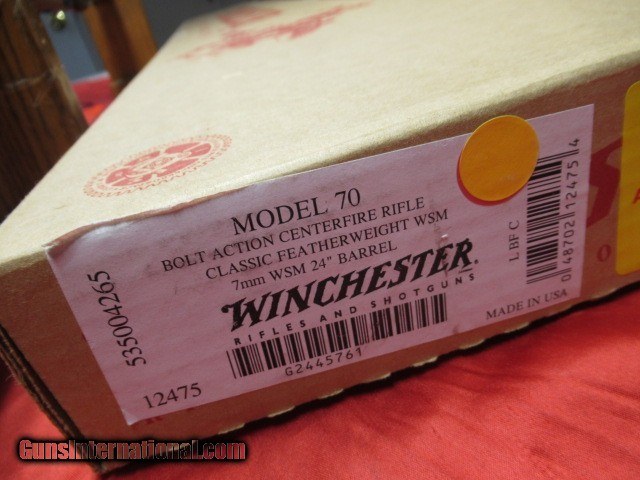 MODEL 70
BOLT ACTION CENTERFIRE RIFLE
CLASSIC FEATHERWEIGHT WSM
7mm WSM 24" BARREL
WINCHESTER®
RIFLES AND SHOTGUNS
G2445761
535004265
12475
L BF C
0 48702 12475 4
MADE IN USA
GunsInternational.com